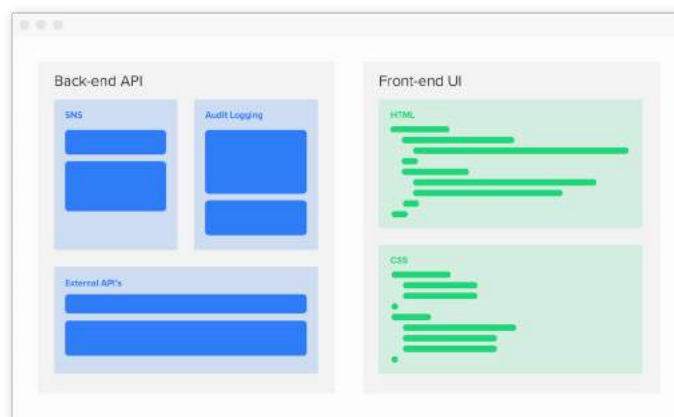 Back-end API
SNS
Audit Logging
External API's
Front-end UI
HTML
CSS